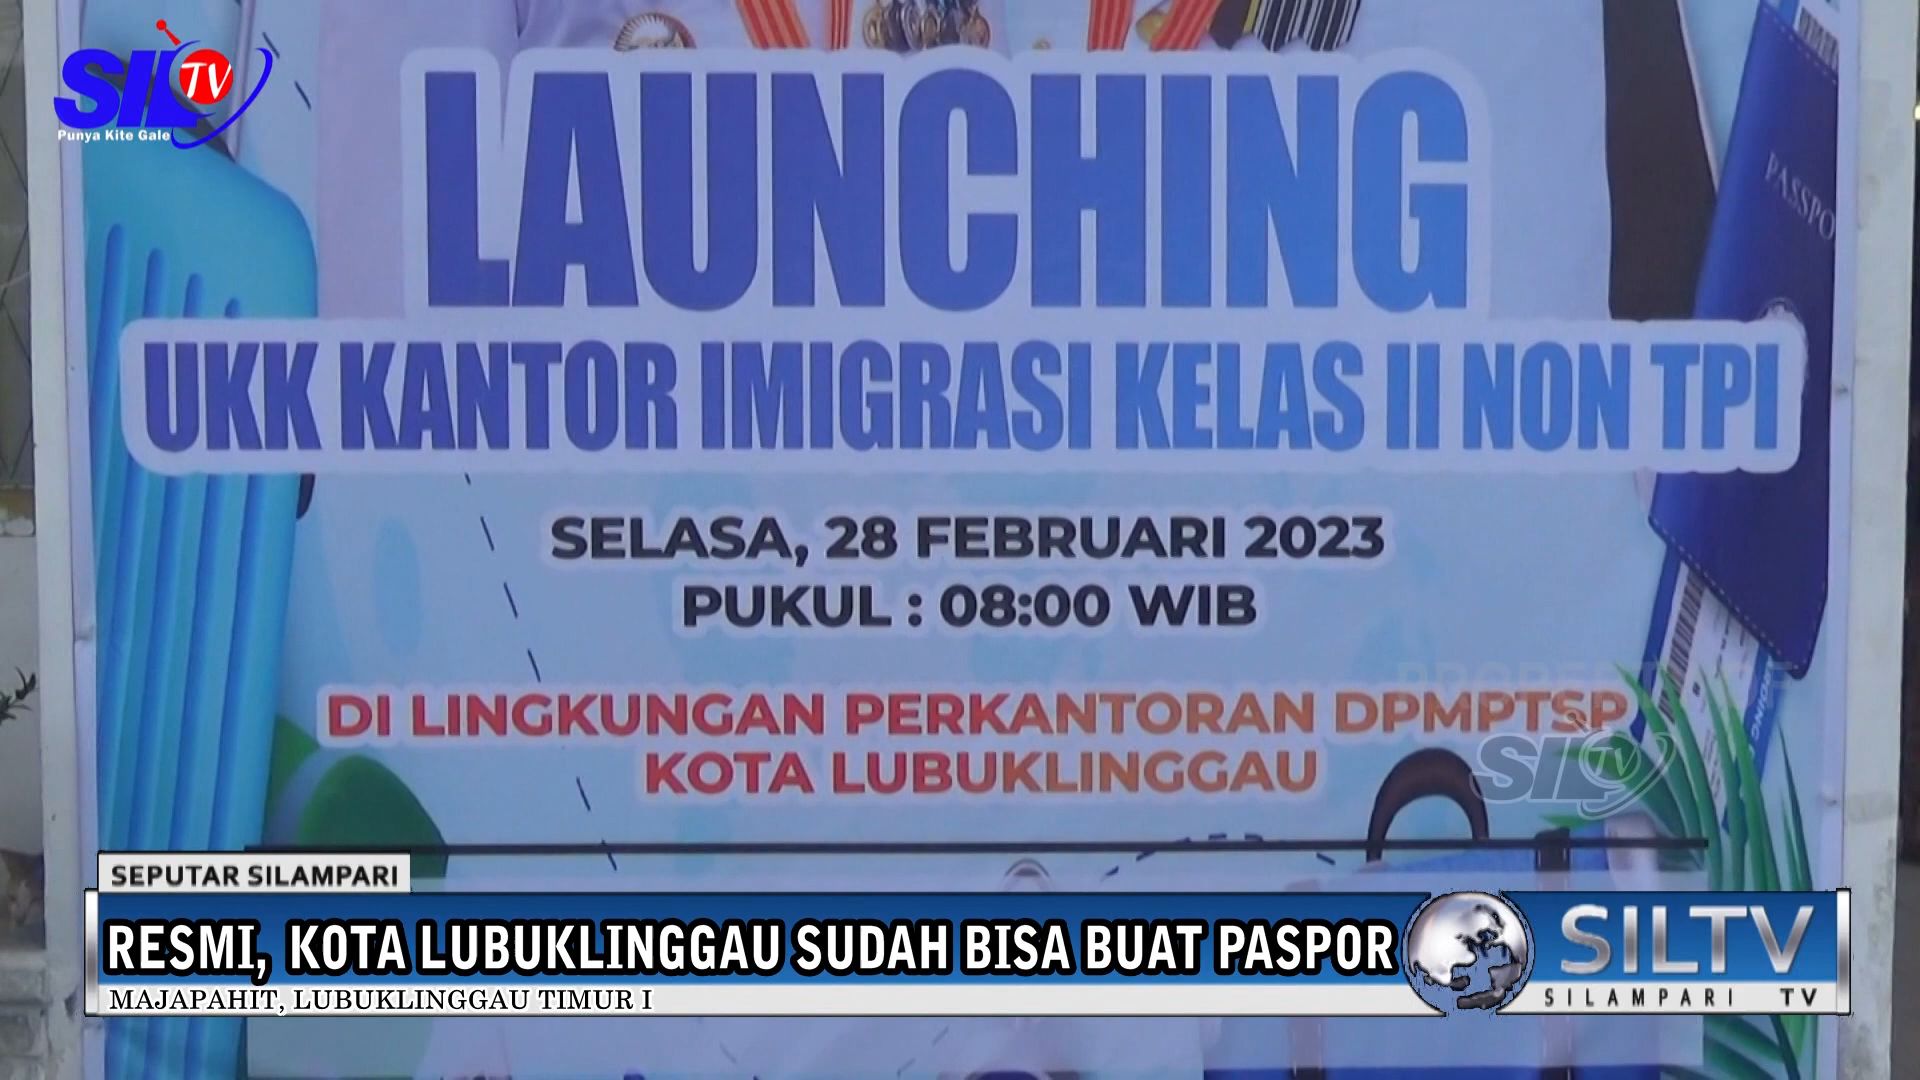 SIL TV
Punya Kite Gale
LAUNCHING
PASSPO
UKK KANTOR IMIGRASI KELAS II NON TPI
SELASA, 28 FEBRUARI 2023
PUKUL : 08:00 WIB
DI LINGKUNGAN PERKANTORAN DPMPTSP
KOTA LUBUKLINGGAU
SIL TV
SEPUTAR SILAMPARI
RESMI, KOTA LUBUKLINGGAU SUDAH BISA BUAT PASPOR
MAJAPAHIT, LUBUKLINGGAU TIMUR I
SILTV
SILAMPARI TV